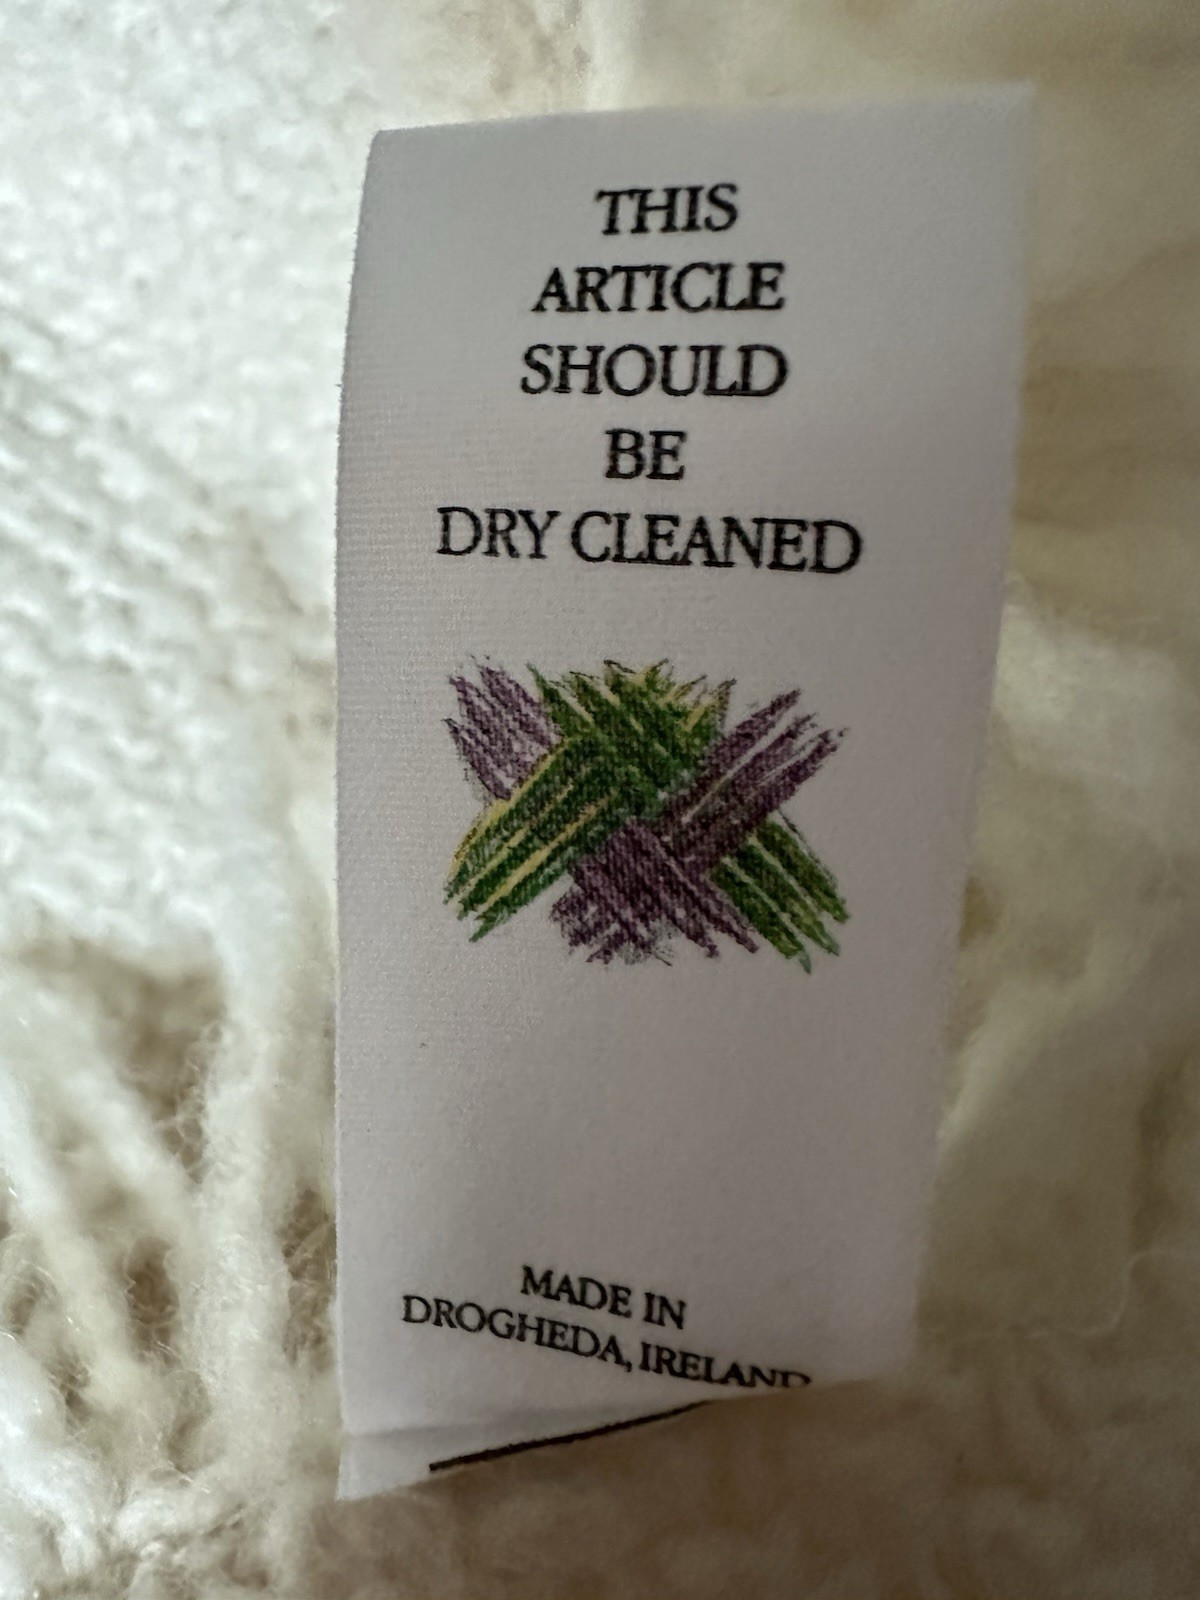 THIS
ARTICLE
SHOULD
BE
DRY CLEANED
MADE IN
DROGHEDA, IRELAND